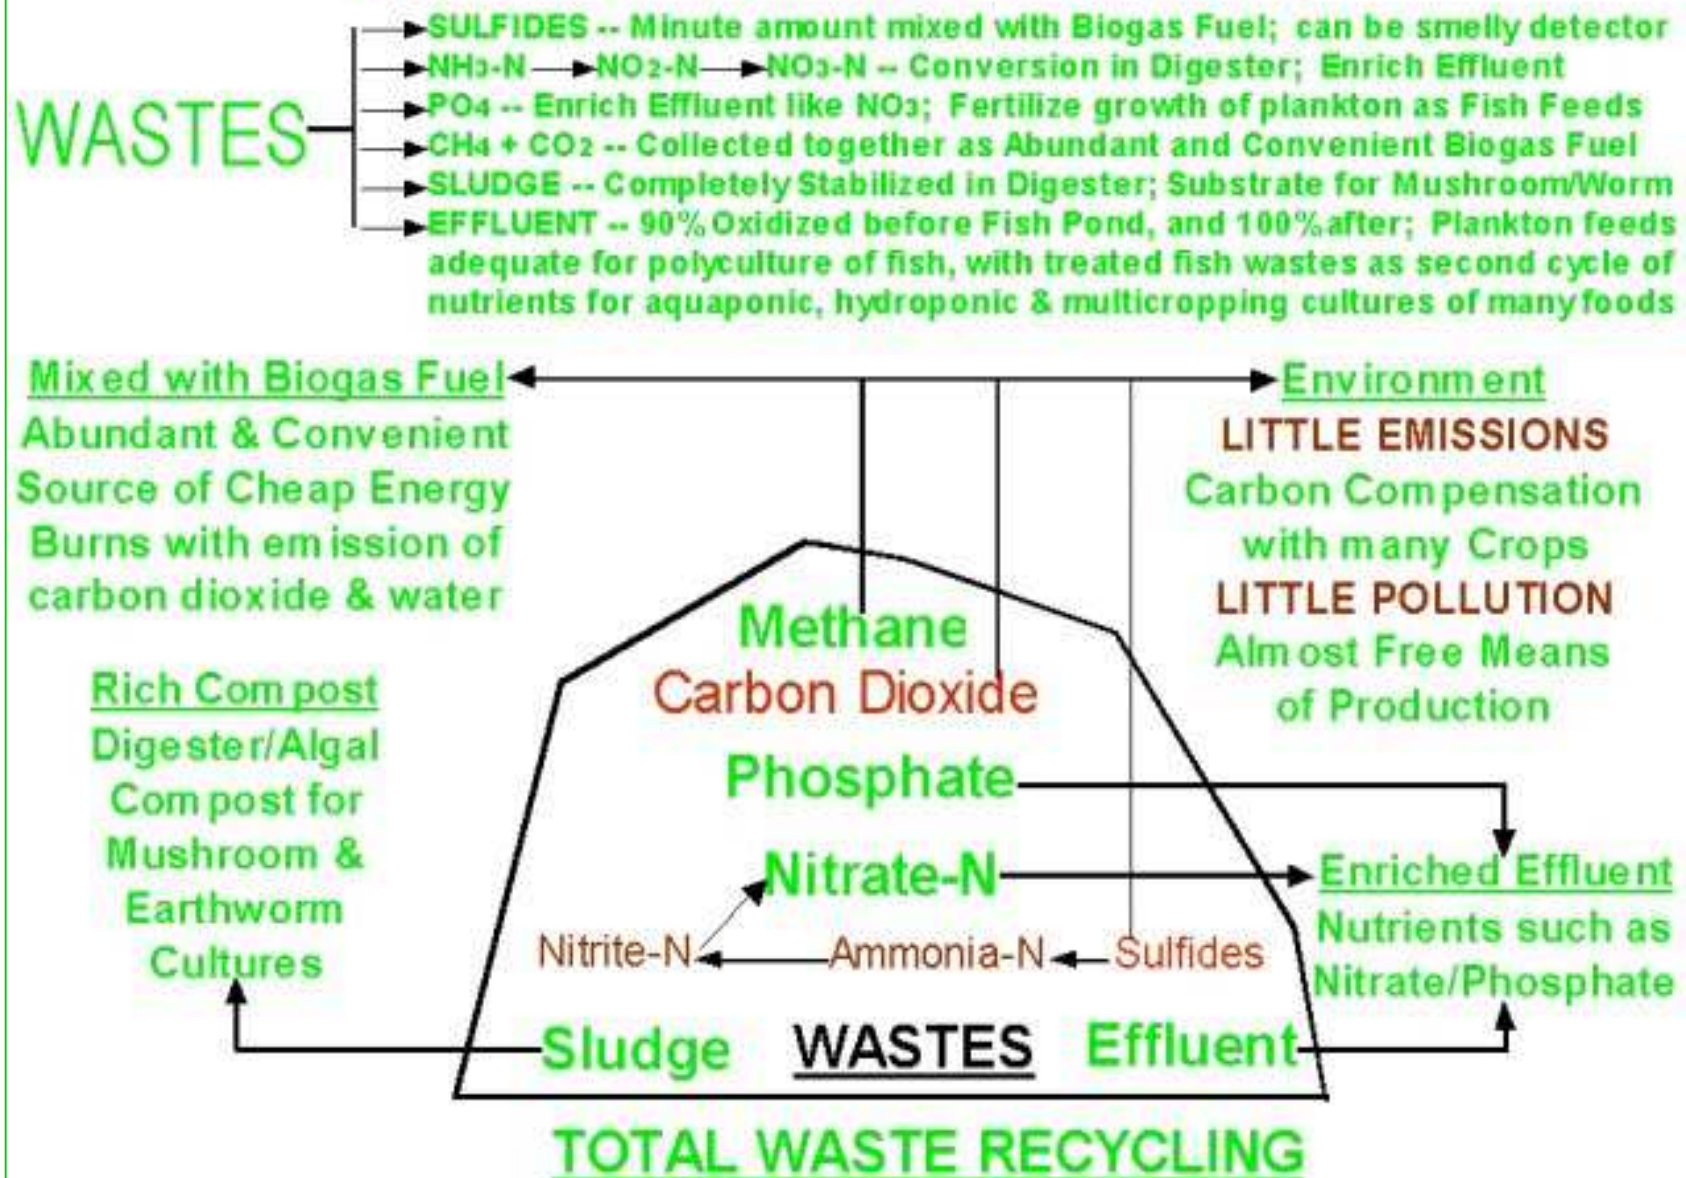 WASTES
SULFIDES -- Minute amount mixed with Biogas Fuel; can be smelly detector
NH3-N NO2-N NO3-N -- Conversion in Digester; Enrich Effluent
PO4 -- Enrich Effluent like NO3; Fertilize growth of plankton as Fish Feeds
CH4 + CO2 -- Collected together as Abundant and Convenient Biogas Fuel
SLUDGE -- Completely Stabilized in Digester; Substrate for Mushroom/Worm
EFFLUENT -- 90% Oxidized before Fish Pond, and 100% after; Plankton feeds
adequate for polyculture of fish, with treated fish wastes as second cycle of
nutrients for aquaponic, hydroponic & multicropping cultures of many foods
Mixed with Biogas Fuel
Abundant & Convenient
Source of Cheap Energy
Burns with emission of
carbon dioxide & water
Environment
LITTLE EMISSIONS
Carbon Compensation
with many Crops
LITTLE POLLUTION
Almost Free Means
of Production
Rich Compost
Digester/Algal
Compost for
Mushroom &
Earthworm
Cultures
Methane
Carbon Dioxide
Phosphate
Nitrate-N
Nitrite-N
Ammonia-N
Sulfides
Enriched Effluent
Nutrients such as
Nitrate/Phosphate
Sludge
WASTES
Effluent
TOTAL WASTE RECYCLING